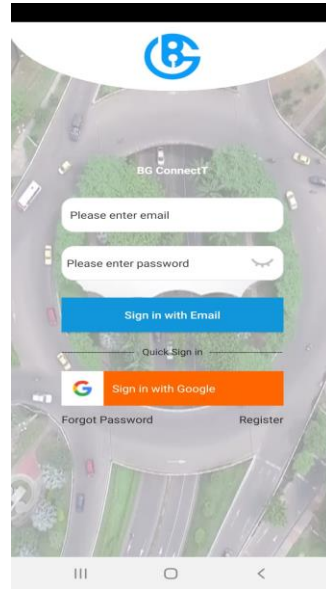 BG ConnectT
Please enter email
Please enter password
Sign in with Email
Quick Sign in
G Sign in with Google
Forgot Password Register